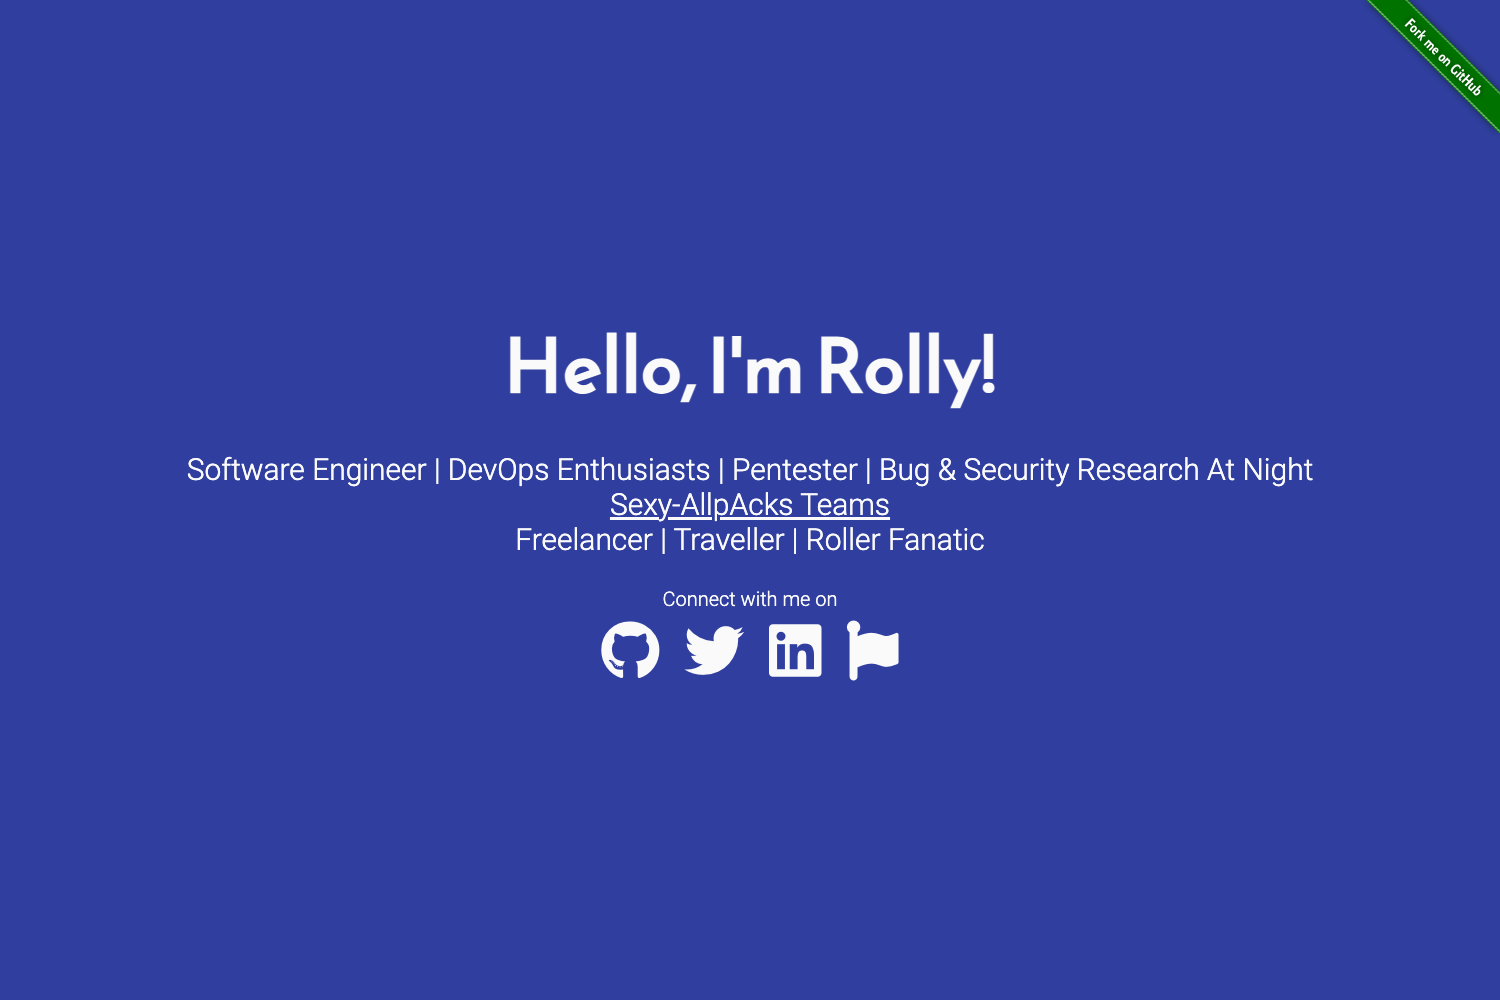 Fork me on GitHub
Hello, I'm Rolly!
Software Engineer | DevOps Enthusiasts | Pentester | Bug & Security Research At Night
Sexy-AllpAcks Teams
Freelancer | Traveller | Roller Fanatic
Connect with me on
in